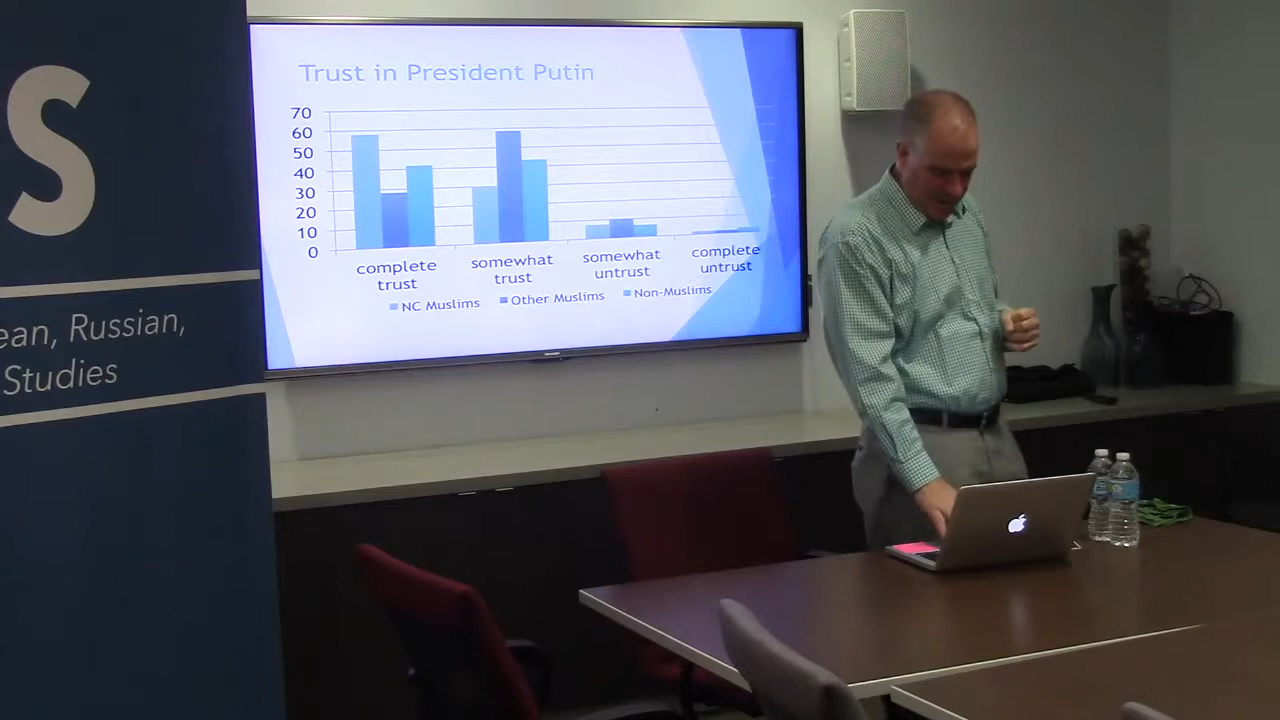 S
ean, Russian,
Studies
Trust in President Putin
70
60
50
40
30
20
10
0
complete
trust
somewhat
trust
somewhat
untrust
complete
untrust
NC Muslims
Other Muslims
Non-Muslims